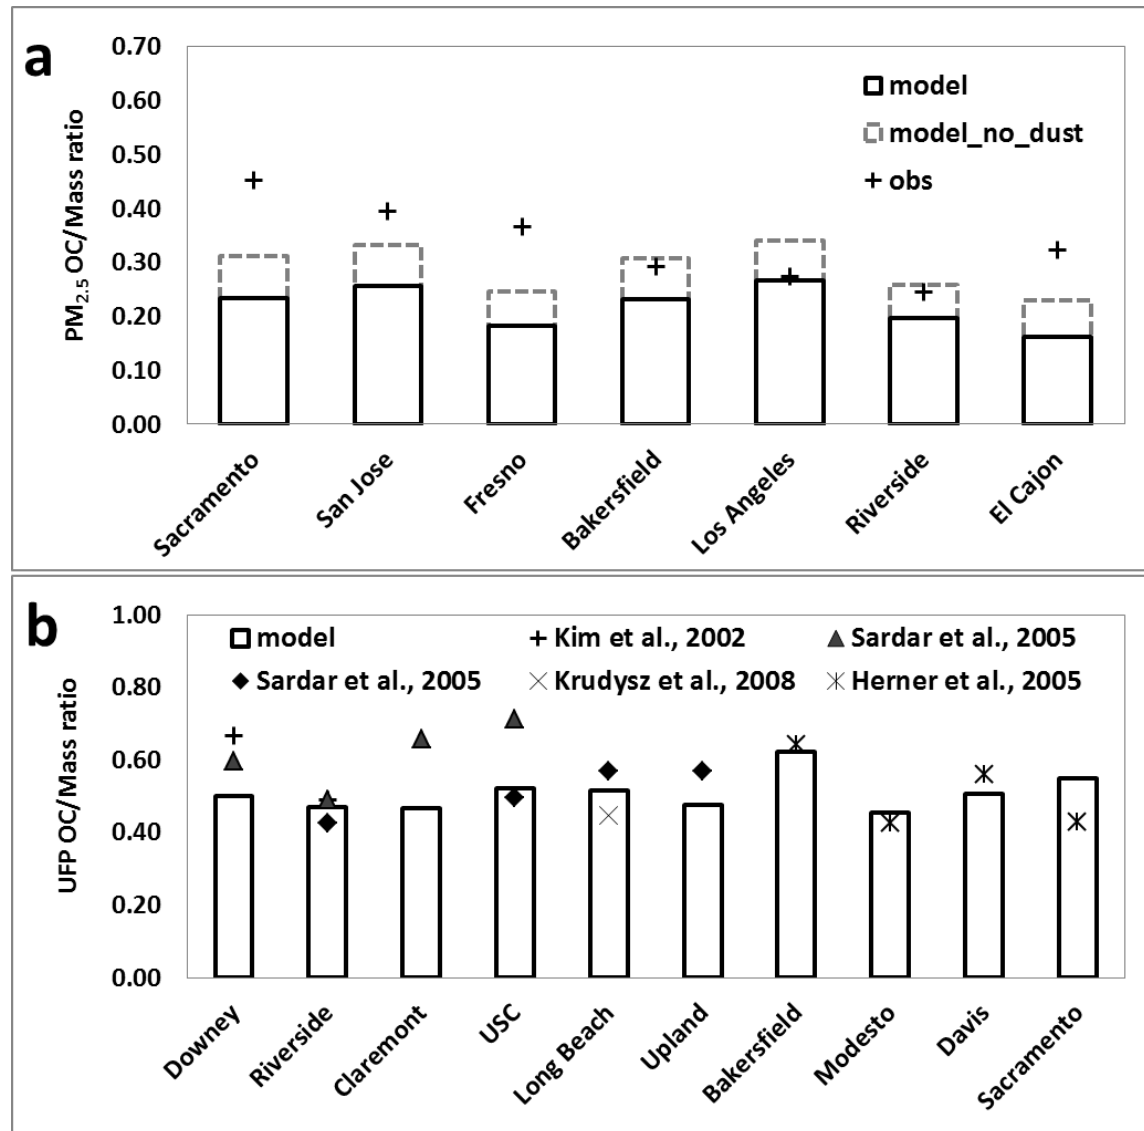 a
0.70
0.60
0.50
0.40
0.30
0.20
0.10
0.00
PM2.5 OC/Mass ratio
model
model_no_dust
obs
Sacramento
San Jose
Fresno
Bakersfield
Los Angeles
Riverside
El Cajon
b
1.00
0.80
0.60
0.40
0.20
0.00
UFP OC/Mass ratio
model Kim et al., 2002 Sardar et al., 2005
Sardar et al., 2005 Krudysz et al., 2008 Herner et al., 2005
Downey
Riverside
Claremont
USC
Long Beach
Upland
Bakersfield
Modesto
Davis
Sacramento